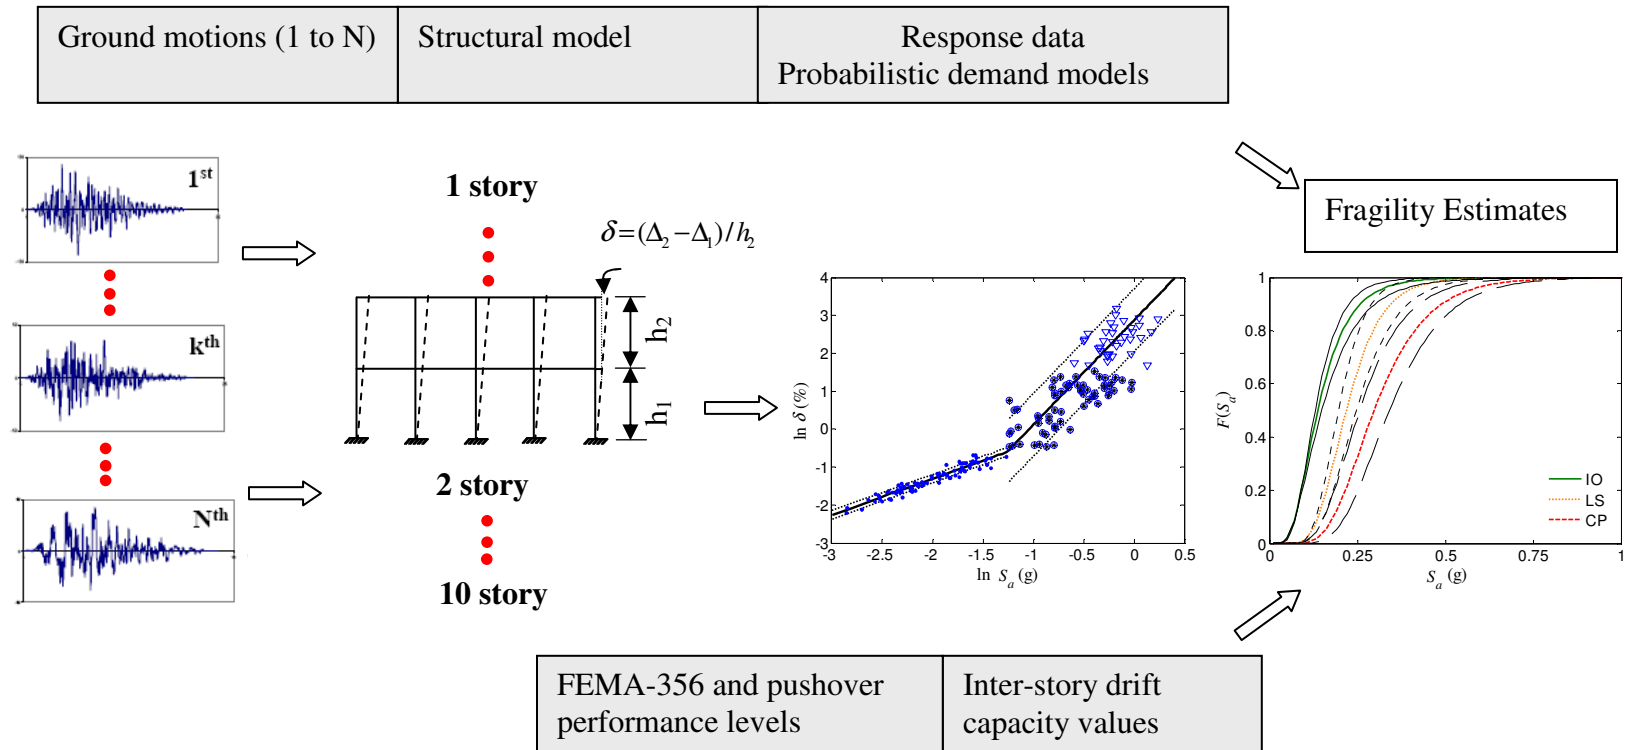 Ground motions (1 to N)
Structural model
Response data
Probabilistic demand models
1st
kth
Nth
1 story
δ=(Δ2−Δ1)/h2
h2
h1
2 story
10 story
4
3
2
1
0
-1
-2
-3
ln δ (%)
-3
-2.5
-2
-1.5
-1
-0.5
0
0.5
ln Sa (g)
Fragility Estimates
1
0.8
0.6
0.4
0.2
0
F(Sa)
IO
LS
CP
0
0.25
0.5
0.75
1
Sa (g)
FEMA-356 and pushover
performance levels
Inter-story drift
capacity values